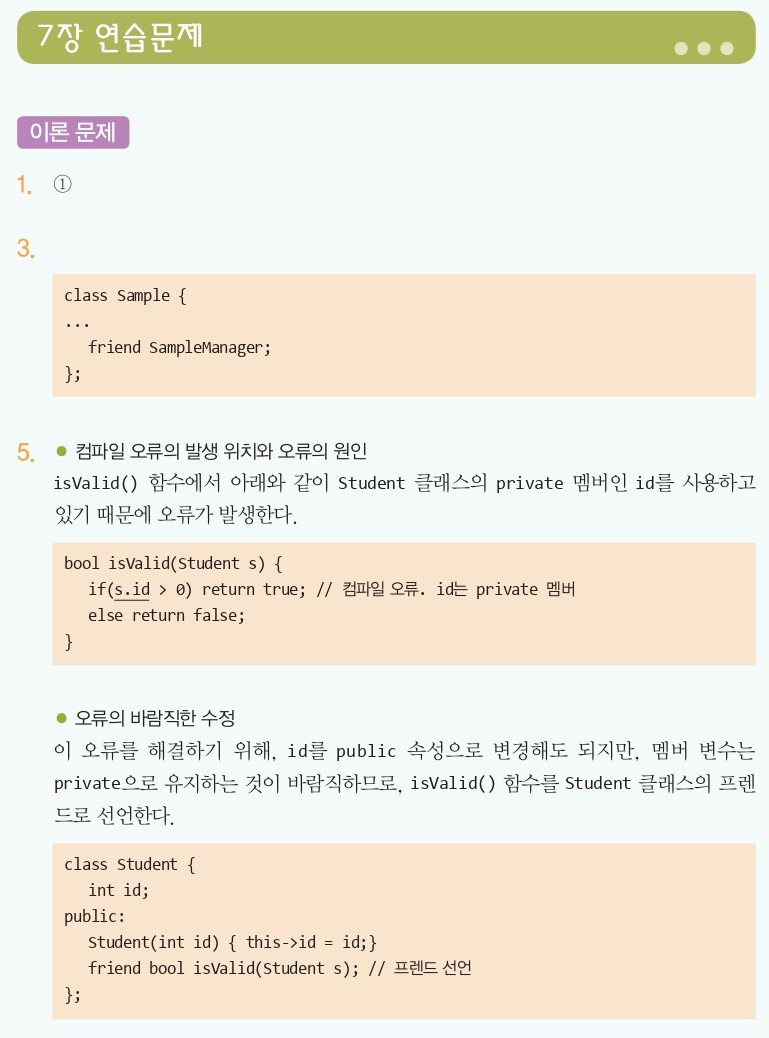 7장 연습문제
이론 문제
1. ①
3.
class Sample {
...
friend SampleManager;
};
5. ● 컴파일 오류의 발생 위치와 오류의 원인
isValid() 함수에서 아래와 같이 Student 클래스의 private 멤버인 id를 사용하고
있기 때문에 오류가 발생한다.
bool isValid(Student s) {
if(s.id > 0) return true; // 컴파일 오류. id는 private 멤버
else return false;
}
● 오류의 바람직한 수정
이 오류를 해결하기 위해, id를 public 속성으로 변경해도 되지만, 멤버 변수는
private으로 유지하는 것이 바람직하므로, isValid() 함수를 Student 클래스의 프렌
드로 선언한다.
class Student {
int id;
public:
Student(int id) { this->id = id;}
friend bool isValid(Student s); // 프렌드 선언
};